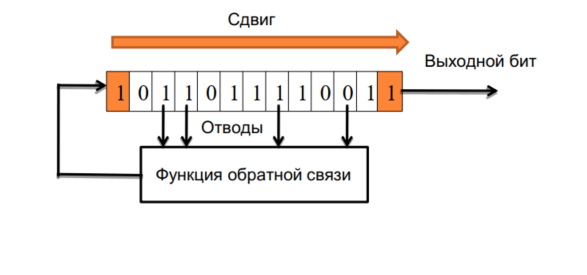 Сдвиг
Выходной бит
1 0 1 1 0 1 1 1 1 0 0 1 1
Отводы
Функция обратной связи